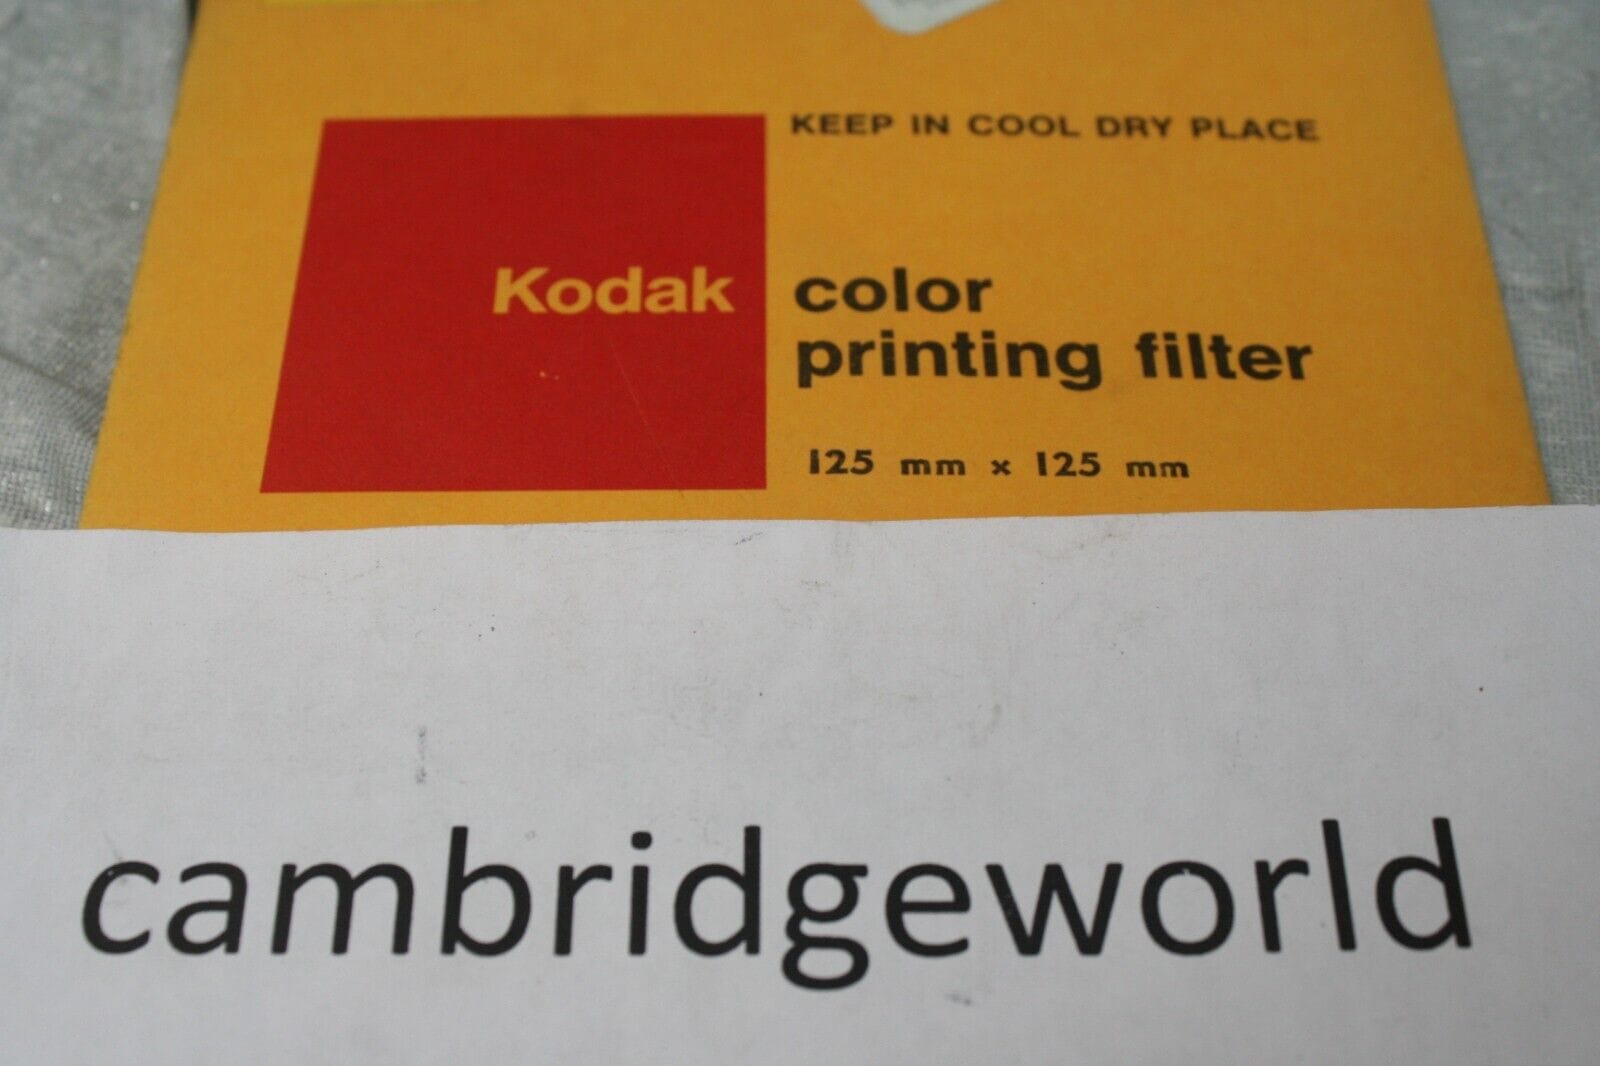 KEEP IN COOL DRY PLACE
Kodak
color
printing filter
125 mm x 125 mm
cambridgeworld